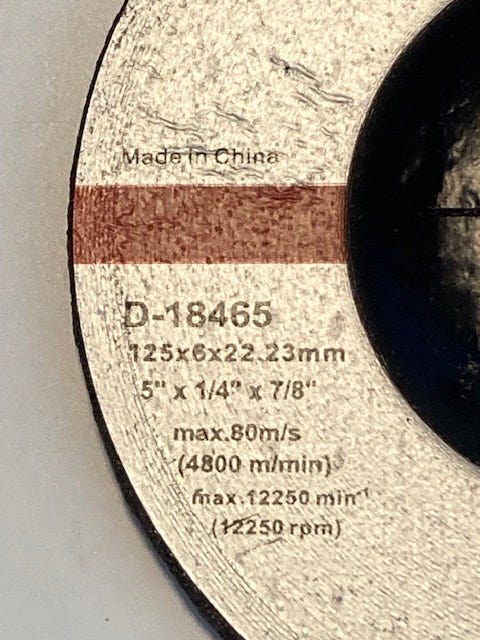 Made in China
D-18465
125x6x22.23mm
5" x 1/4" x 7/8"
max.80m/s
(4800 m/min)
max.12250 min⁻¹
(12250 rpm)